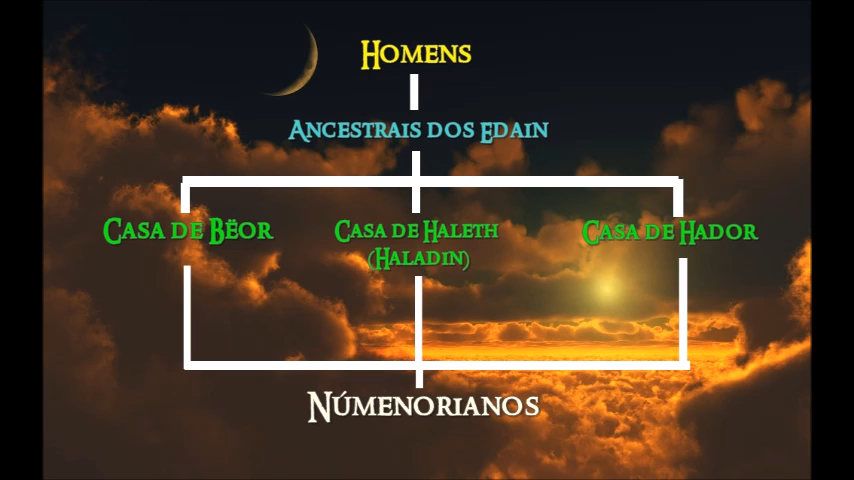 Homens
Ancestrais dos Edain
Casa de Bëor
Casa de Haleth
(Haladin)
Casa de Hador
Númenorianos